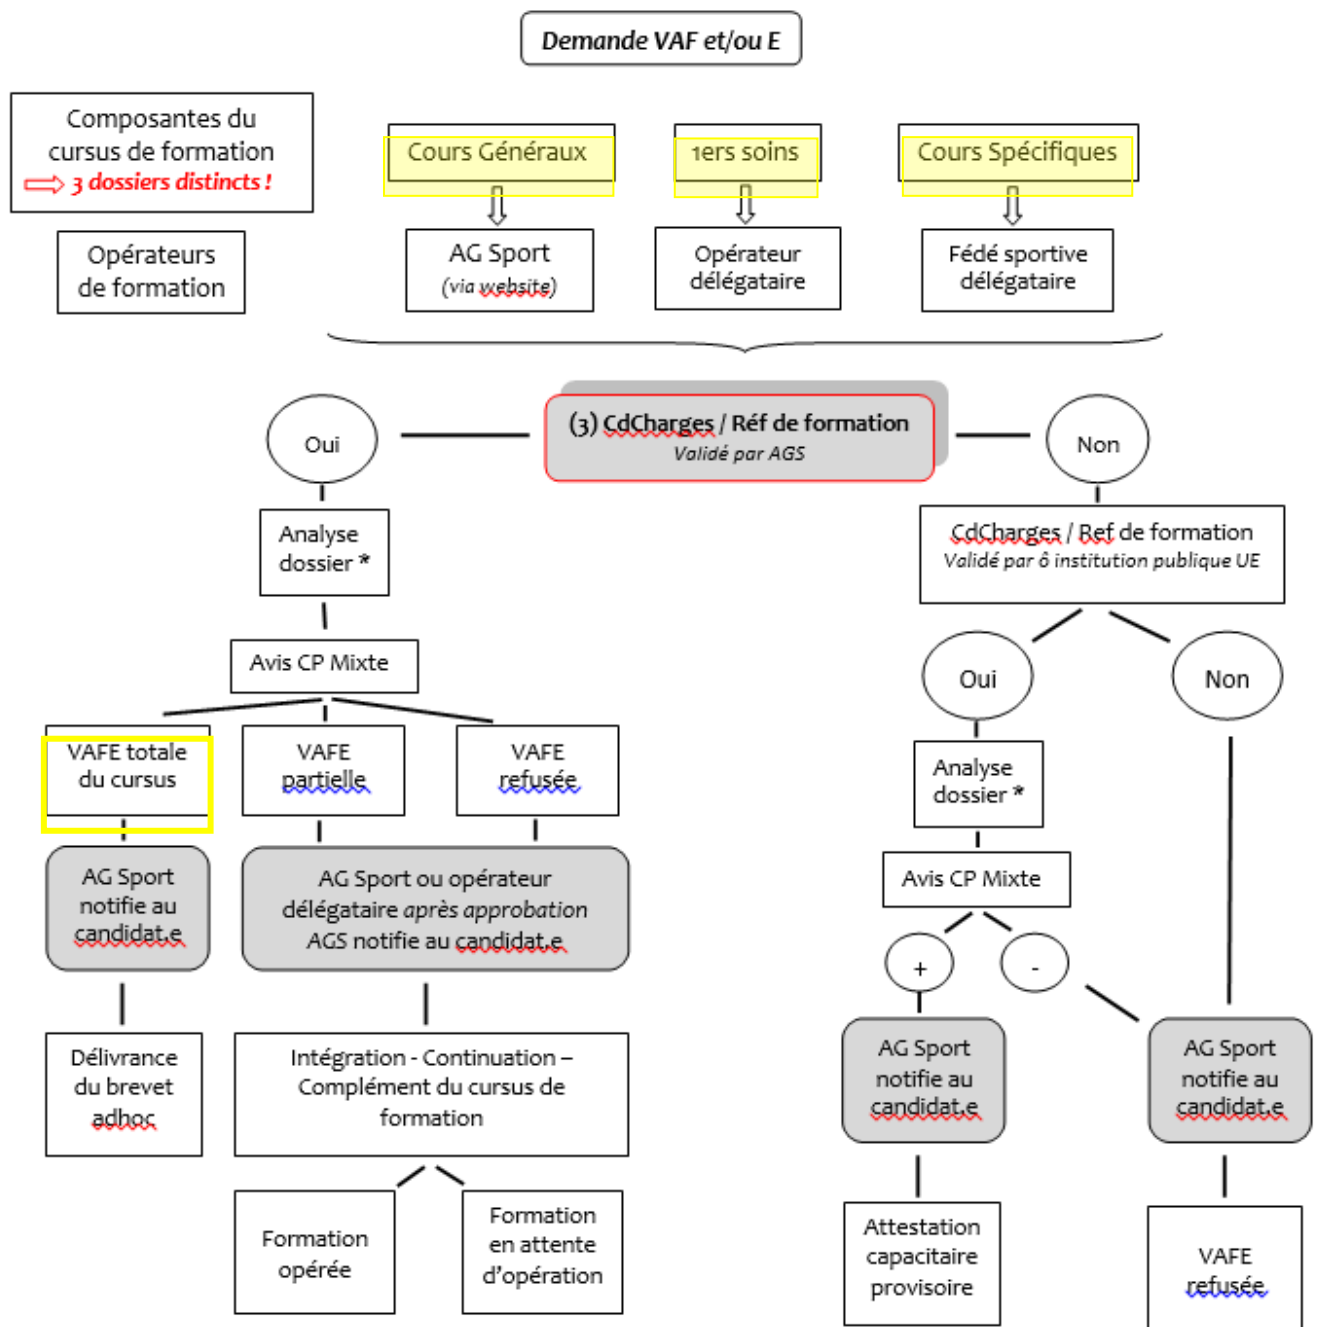 Demande VAF et/ou E
Composantes du
cursus de formation
3 dossiers distincts !
Cours Généraux
1ers soins
Cours Spécifiques
Opérateurs
de formation
AG Sport
(via website)
Opérateur
délégataire
Fédé sportive
délégataire
(3) CdCharges / Réf de formation
Validé par AGS
Oui
Non
Analyse
dossier *
CdCharges / Ref de formation
Validé par ô institution publique UE
Avis CP Mixte
Oui
Non
VAFE totale
du cursus
VAFE
partielle
VAFE
refusée
Analyse
dossier *
AG Sport
notifie au
candidat.e
AG Sport ou opérateur
délégataire après approbation
AGS notifie au candidat.e
Avis CP Mixte
+
-
Délivrance
du brevet
adhoc
Intégration - Continuation –
Complément du cursus de
formation
AG Sport
notifie au
candidat.e
AG Sport
notifie au
candidat.e
Formation
opérée
Formation
en attente
d’opération
Attestation
capacitaire
provisoire
VAFE
refusée